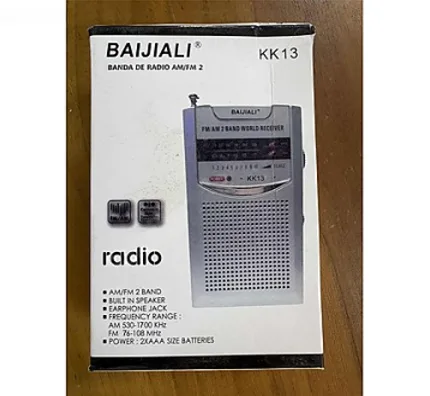 BAIJIALI® KK13
BANDA DE RADIO AM/FM 2
BAIJIALI
FM/AM 2 BAND WORLD RECEIVER
KK13
radio
■ AM/FM 2 BAND
■ BUILT IN SPEAKER
■ EARPHONE JACK
■ FREQUENCY RANGE :
AM 530-1700 KHz
FM 76-108 MHz
■ POWER : 2XAAA SIZE BATTERIES